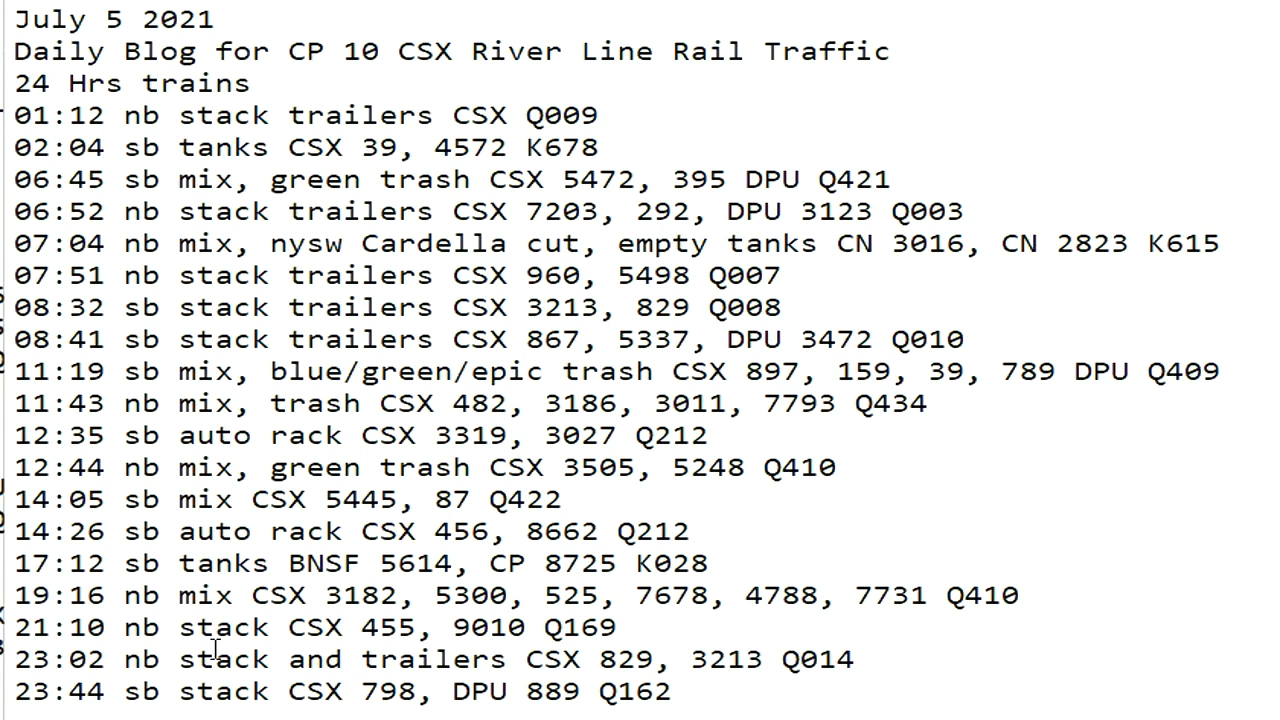 July 5 2021
Daily Blog for CP 10 CSX River Line Rail Traffic
24 Hrs trains
01:12 nb stack trailers CSX Q009
02:04 sb tanks CSX 39, 4572 K678
06:45 sb mix, green trash CSX 5472, 395 DPU Q421
06:52 nb stack trailers CSX 7203, 292, DPU 3123 Q003
07:04 nb mix, nysw Cardella cut, empty tanks CN 3016, CN 2823 K615
07:51 nb stack trailers CSX 960, 5498 Q007
08:32 sb stack trailers CSX 3213, 829 Q008
08:41 sb stack trailers CSX 867, 5337, DPU 3472 Q010
11:19 sb mix, blue/green/epic trash CSX 897, 159, 39, 789 DPU Q409
11:43 nb mix, trash CSX 482, 3186, 3011, 7793 Q434
12:35 sb auto rack CSX 3319, 3027 Q212
12:44 nb mix, green trash CSX 3505, 5248 Q410
14:05 sb mix CSX 5445, 87 Q422
14:26 sb auto rack CSX 456, 8662 Q212
17:12 sb tanks BNSF 5614, CP 8725 K028
19:16 nb mix CSX 3182, 5300, 525, 7678, 4788, 7731 Q410
21:10 nb stack CSX 455, 9010 Q169
23:02 nb stack and trailers CSX 829, 3213 Q014
23:44 sb stack CSX 798, DPU 889 Q162